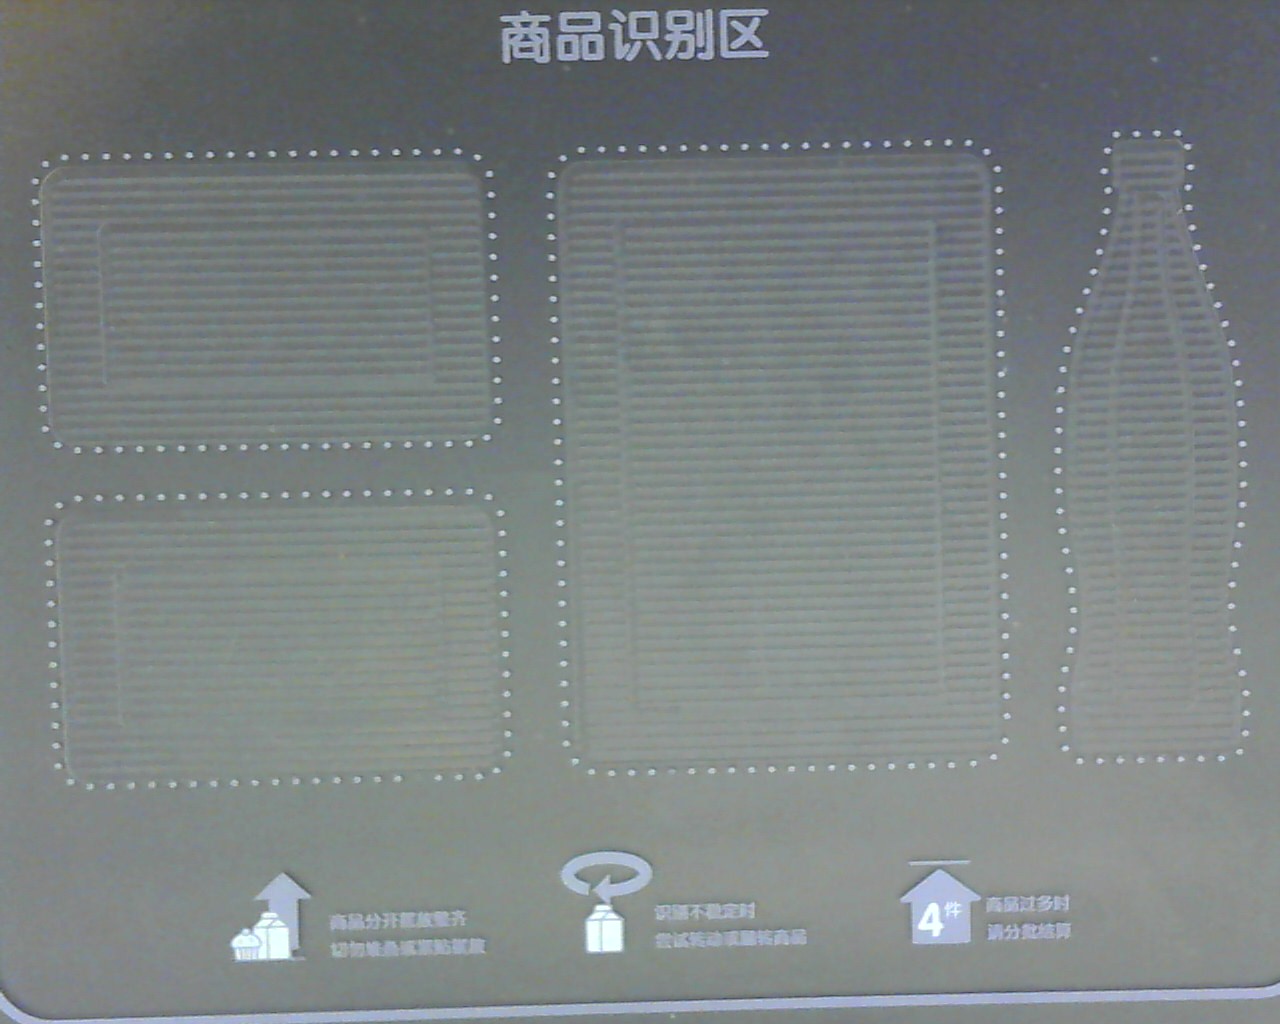 商品识别区
商品分开摆放整齐
切勿堆叠或紧贴摆放
识别不稳定时
尝试转动或翻转商品
4件
商品过多时
请分批结算